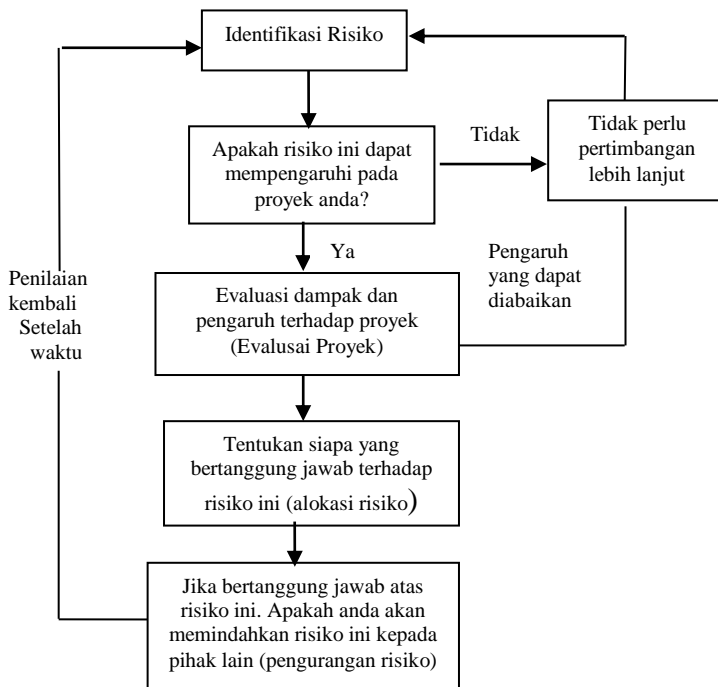 Identifikasi Risiko
Apakah risiko ini dapat
mempengaruhi pada
proyek anda?
Tidak
Tidak perlu
pertimbangan
lebih lanjut
Ya
Pengaruh
yang dapat
diabaikan
Penilaian
kembali
Setelah
waktu
Evaluasi dampak dan
pengaruh terhadap proyek
(Evalusai Proyek)
Tentukan siapa yang
bertanggung jawab terhadap
risiko ini (alokasi risiko)
Jika bertanggung jawab atas
risiko ini. Apakah anda akan
memindahkan risiko ini kepada
pihak lain (pengurangan risiko)